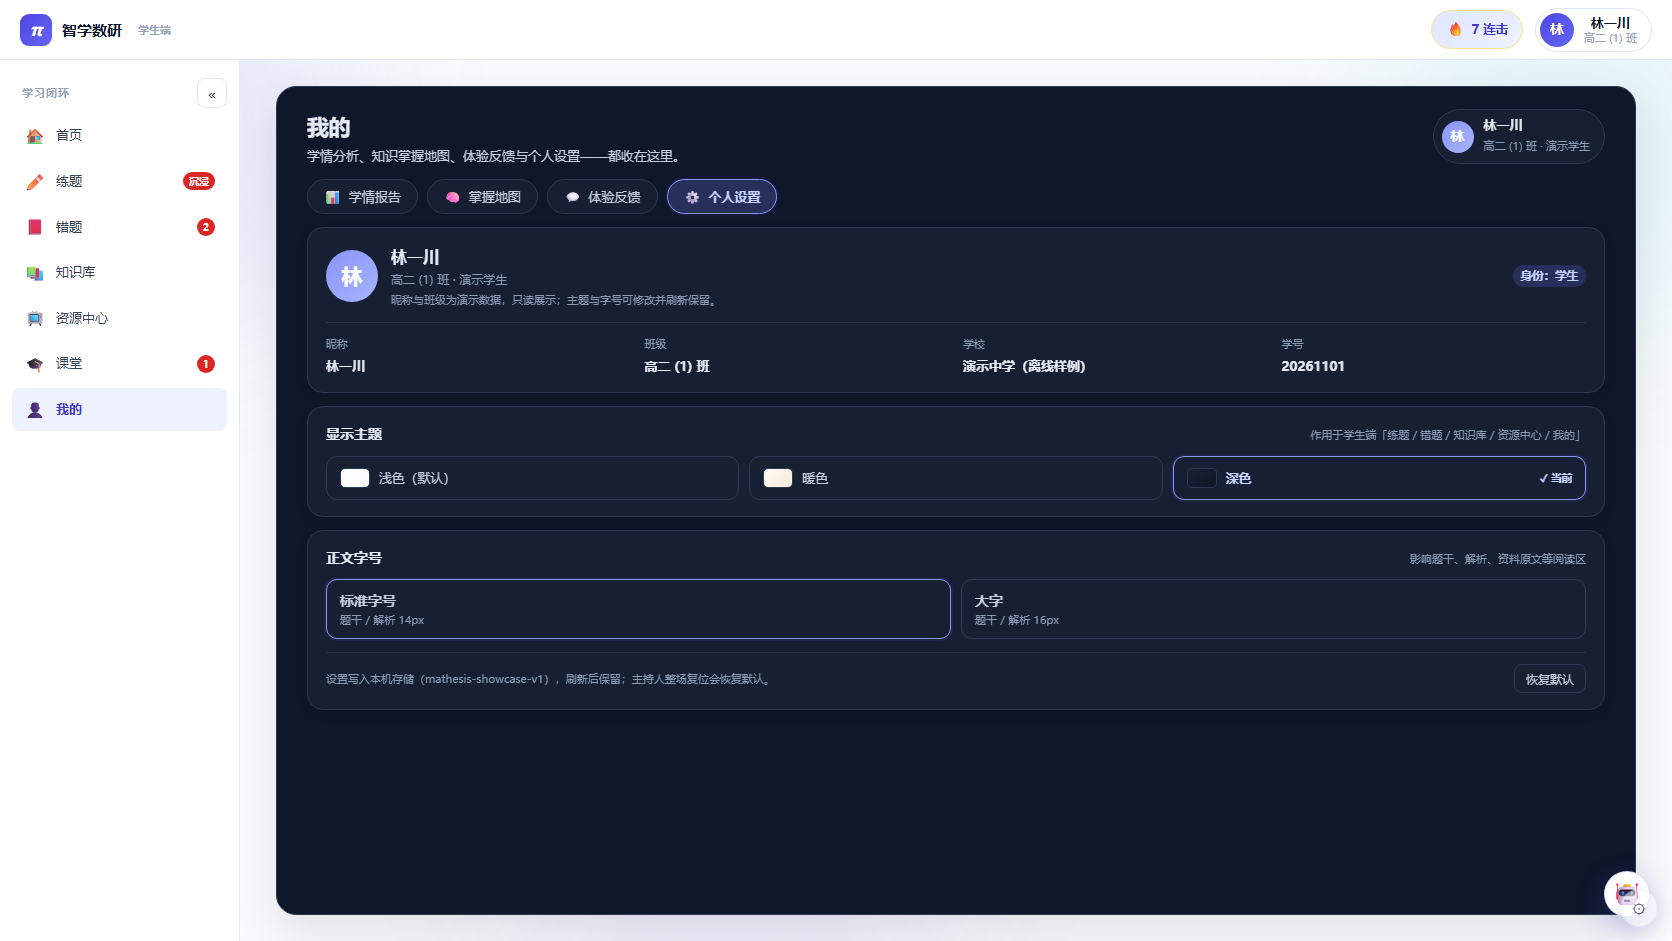 π 智学数研 学生端
7 连击
林 林一川
高二 (1) 班
学习闭环
«
首页
练题 沉浸
错题 2
知识库
资源中心
课堂 1
我的
我的
学情分析、知识掌握地图、体验反馈与个人设置——都收在这里。
林 林一川
高二 (1) 班 · 演示学生
学情报告 掌握地图 体验反馈 个人设置
林
林一川
高二 (1) 班 · 演示学生
昵称与班级为演示数据，只读展示；主题与字号可修改并刷新保留。
身份：学生
昵称
林一川
班级
高二 (1) 班
学校
演示中学（离线样例）
学号
20261101
显示主题
作用于学生端「练题 / 错题 / 知识库 / 资源中心 / 我的」
浅色（默认）
暖色
深色 ✓ 当前
正文字号
影响题干、解析、资料原文等阅读区
标准字号
题干 / 解析 14px
大字
题干 / 解析 16px
设置写入本机存储（mathesis-showcase-v1），刷新后保留；主持人整场复位会恢复默认。
恢复默认